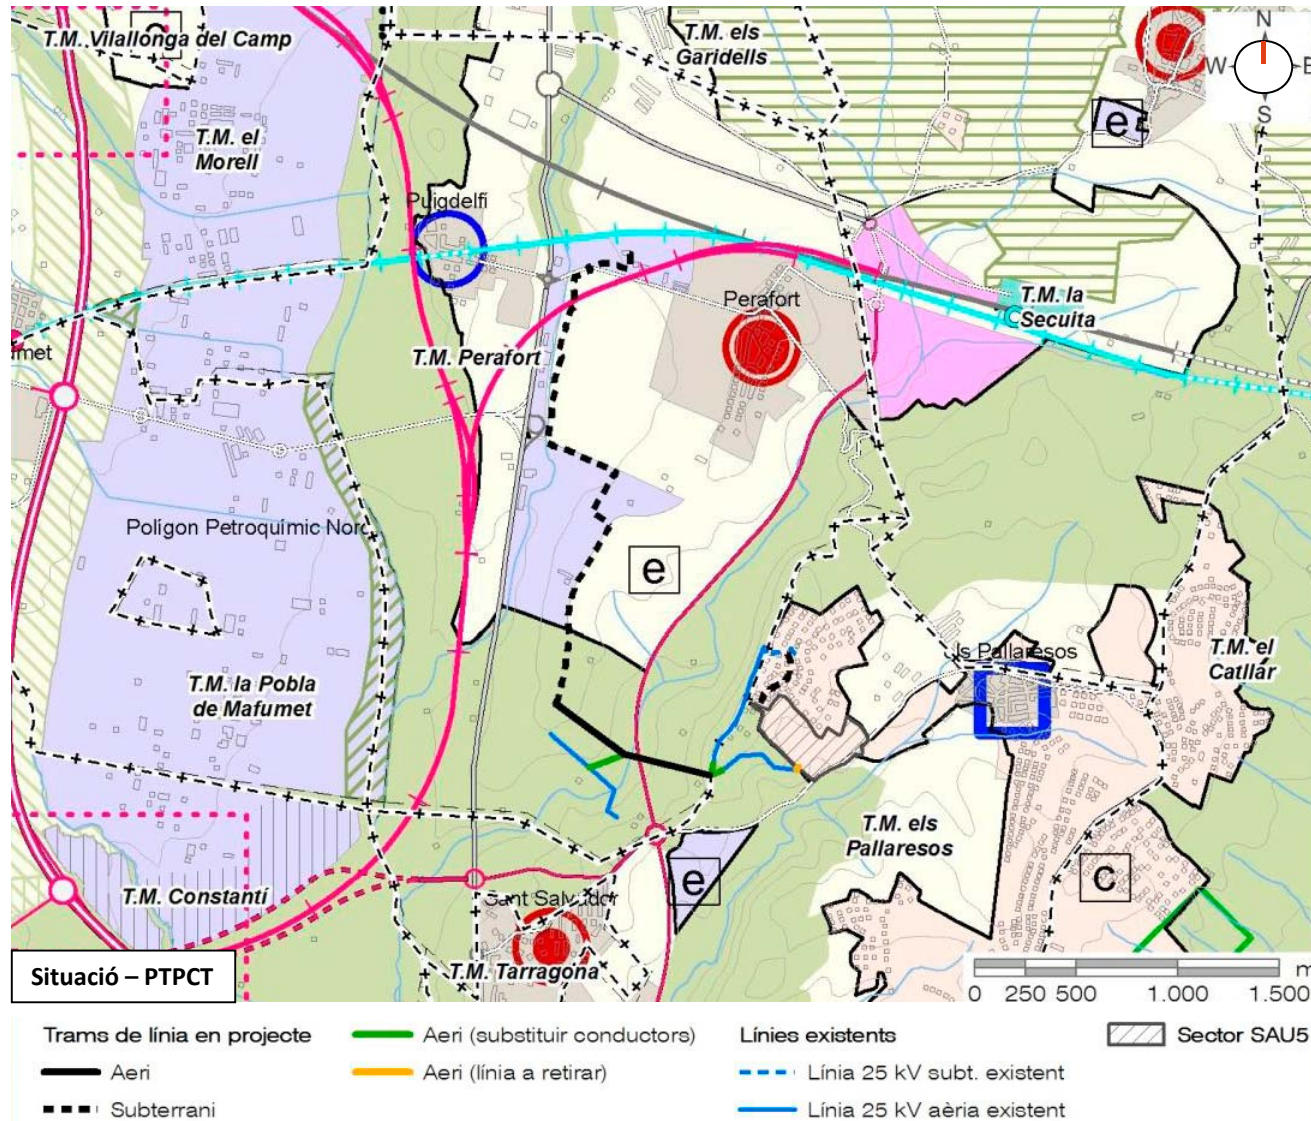 T.M. Vilallonga del Camp
T.M. els
Garidells
N
W
E
S
T.M. el
Morell
e
Puigdelfí
Perafort
T.M. la
Secuita
T.M. Perafort
met
Polígon Petroquímic Nord
e
ls Pallaresos
T.M. el
Catllar
T.M. la Pobla
de Mafumet
T.M. els
Pallaresos
e
c
T.M. Constantí
Sant Salvador
T.M. Tarragona
Situació – PTPCT
m
0 250 500 1.000 1.500
Trams de línia en projecte
Aeri
Subterrani
Aeri (substituir conductors)
Aeri (línia a retirar)
Línies existents
Línia 25 kV subt. existent
Línia 25 kV aèria existent
Sector SAU5